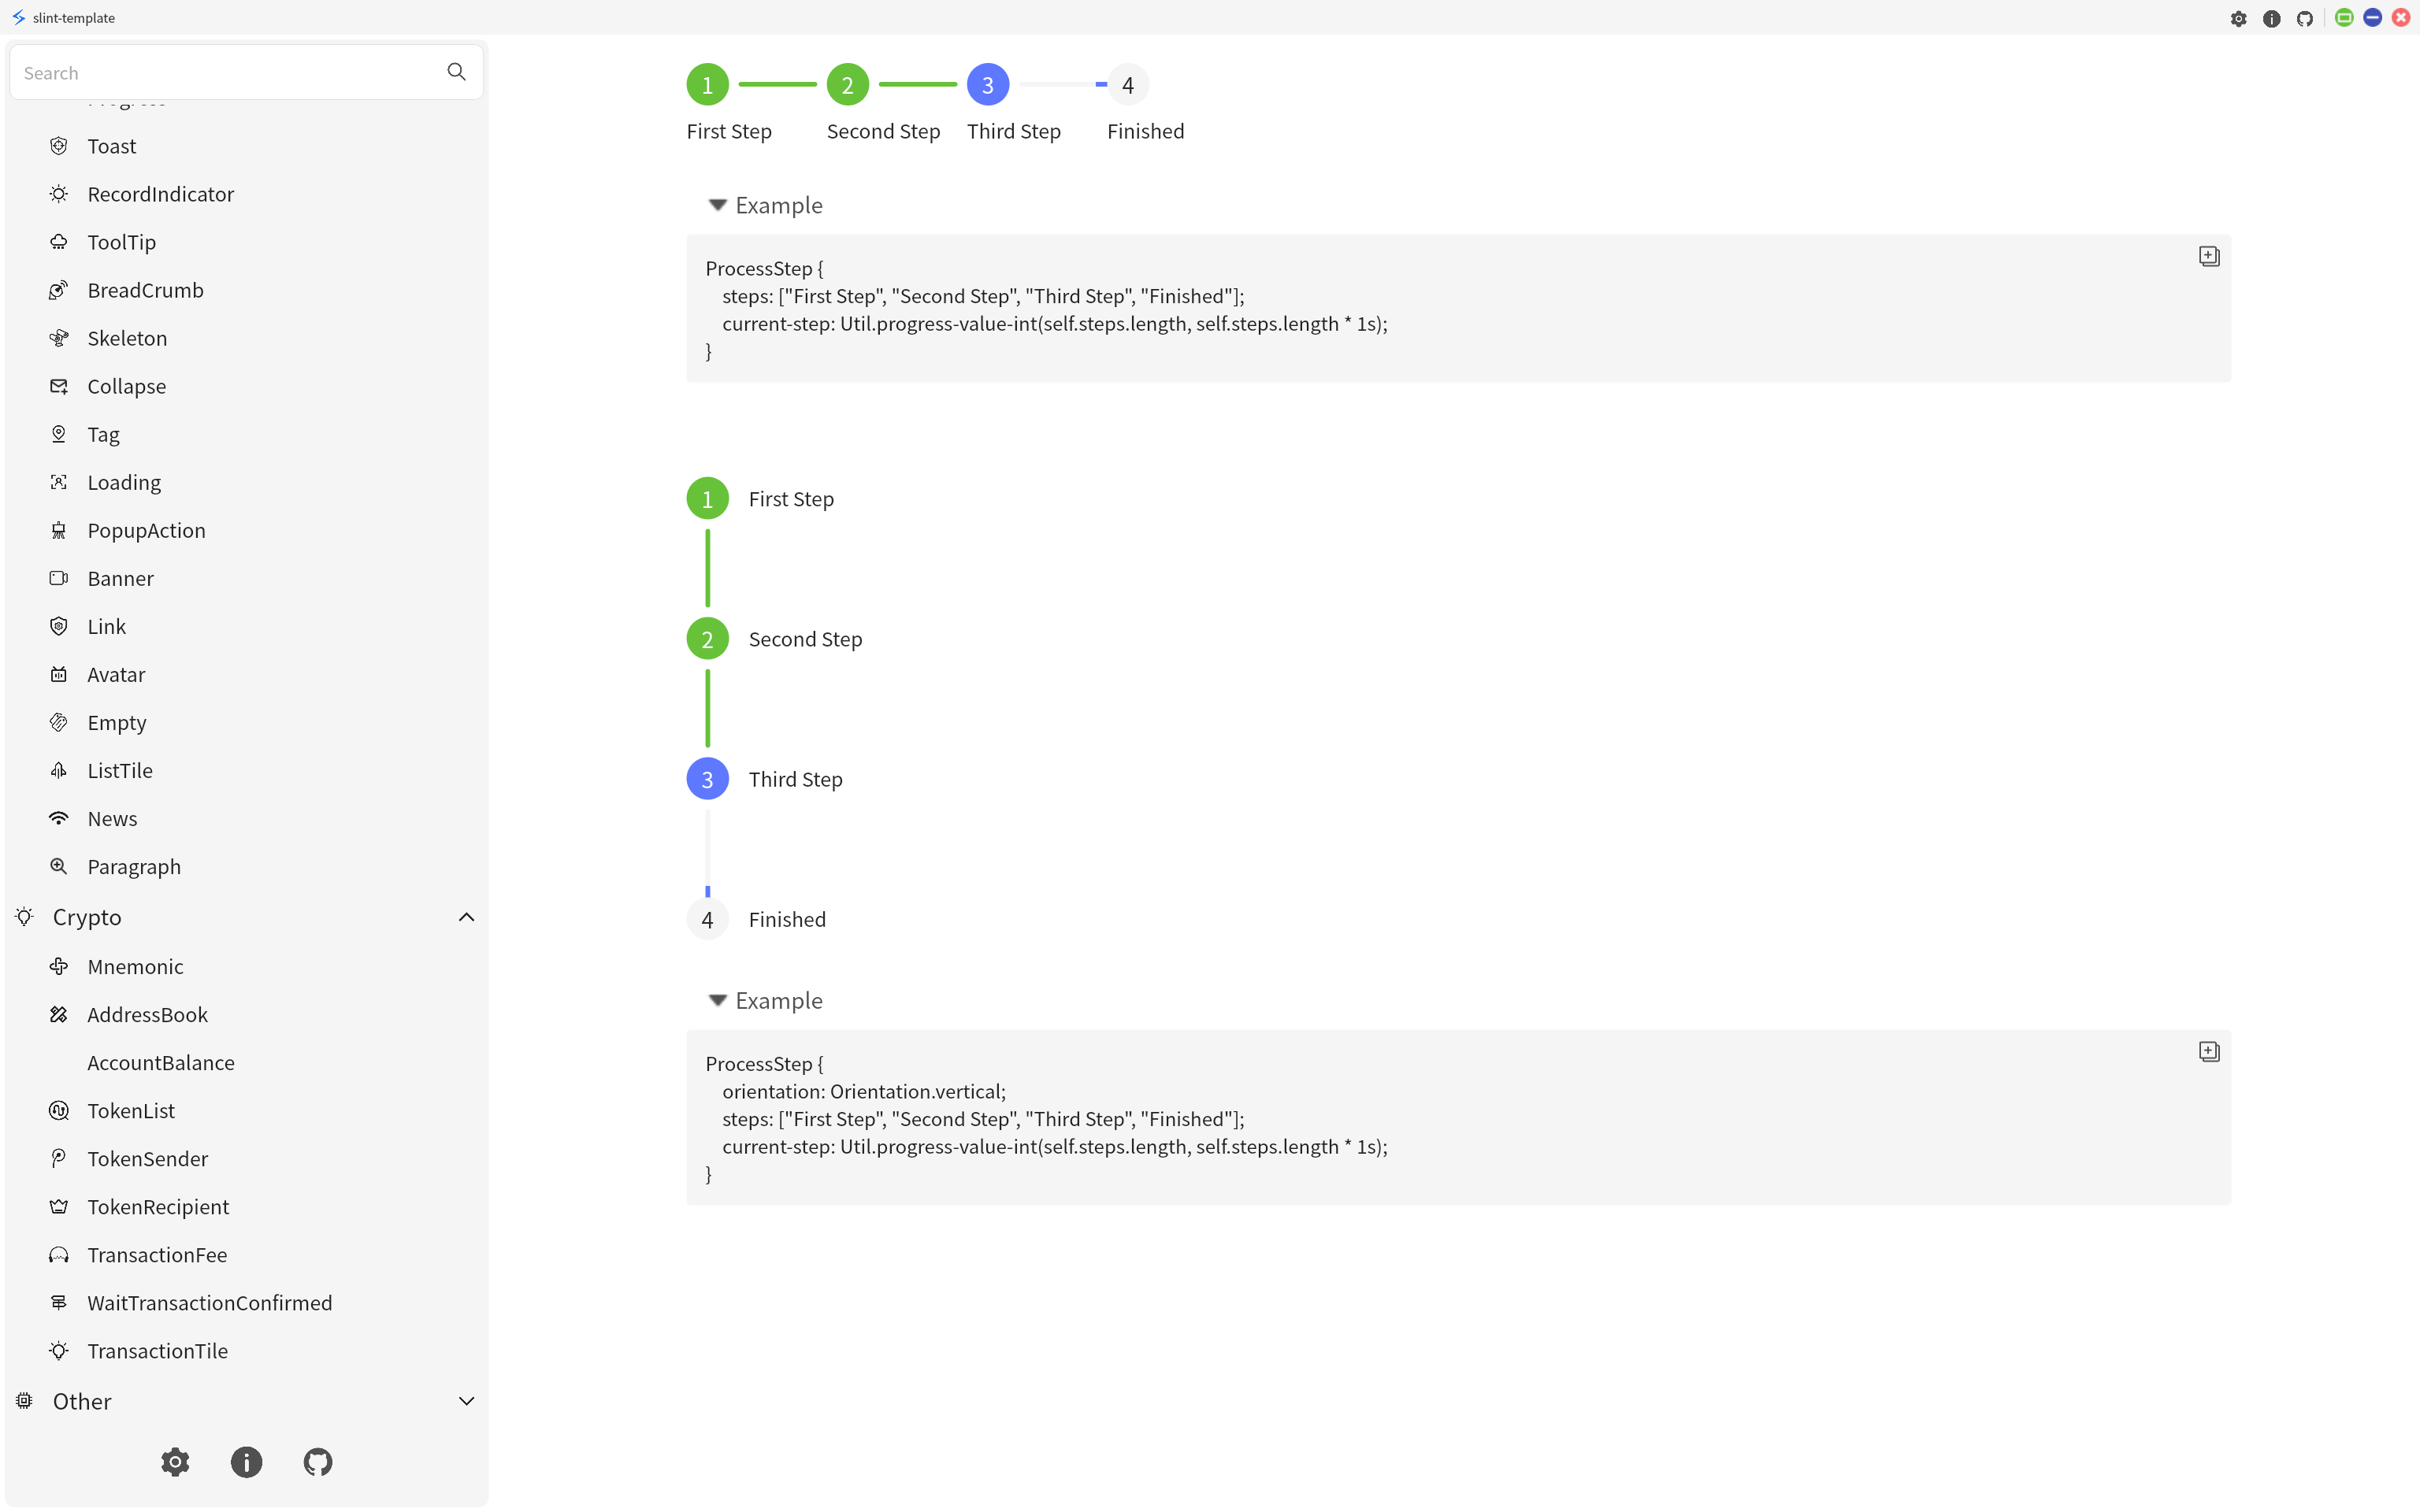 slint-template
Search
Toast
RecordIndicator
ToolTip
BreadCrumb
Skeleton
Collapse
Tag
Loading
PopupAction
Banner
Link
Avatar
Empty
ListTile
News
Paragraph
Crypto
Mnemonic
AddressBook
AccountBalance
TokenList
TokenSender
TokenRecipient
TransactionFee
WaitTransactionConfirmed
TransactionTile
Other
1 2 3 4
First Step Second Step Third Step Finished
Example
ProcessStep {
    steps: ["First Step", "Second Step", "Third Step", "Finished"];
    current-step: Util.progress-value-int(self.steps.length, self.steps.length * 1s);
}
1 First Step
2 Second Step
3 Third Step
4 Finished
Example
ProcessStep {
    orientation: Orientation.vertical;
    steps: ["First Step", "Second Step", "Third Step", "Finished"];
    current-step: Util.progress-value-int(self.steps.length, self.steps.length * 1s);
}